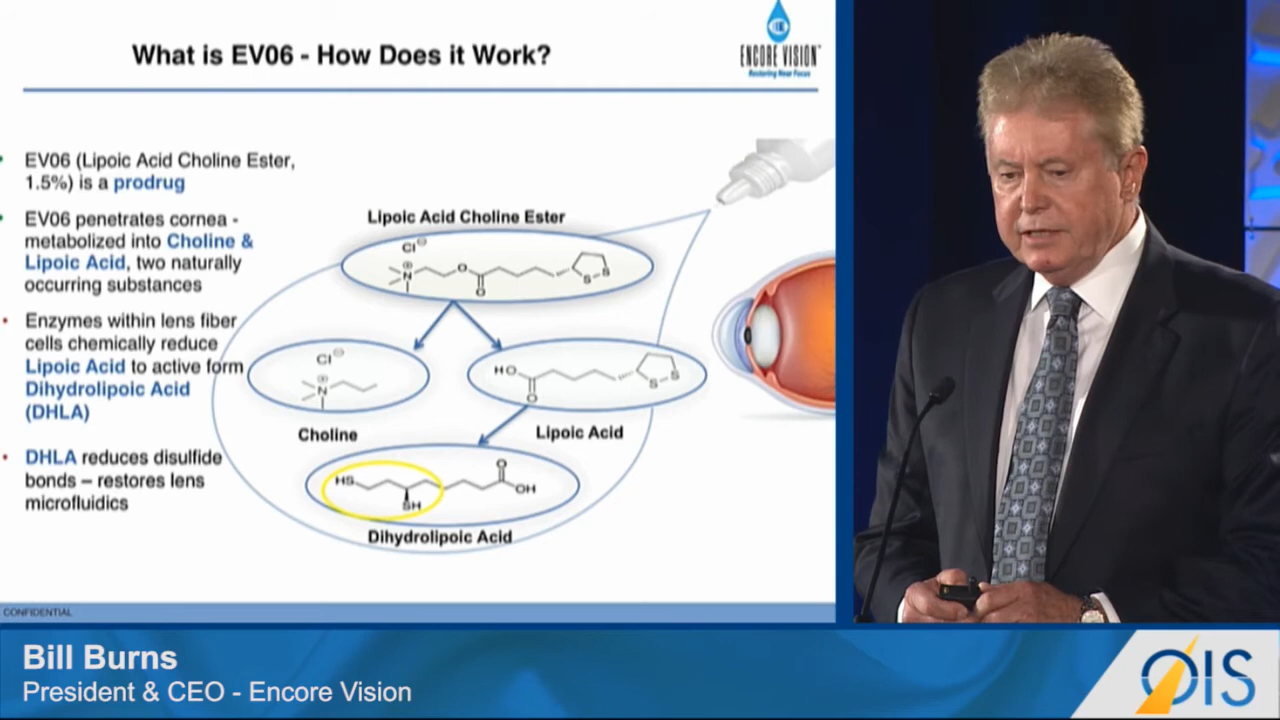 What is EV06 - How Does it Work?
ENCORE VISION
Restoring Near Focus
EV06 (Lipoic Acid Choline Ester,
1.5%) is a prodrug
EV06 penetrates cornea -
metabolized into Choline &
Lipoic Acid, two naturally
occurring substances
Enzymes within lens fiber
cells chemically reduce
Lipoic Acid to active form
Dihydrolipoic Acid
(DHLA)
DHLA reduces disulfide
bonds – restores lens
microfluidics
Lipoic Acid Choline Ester
Cl⊖
⊕
N
O
O
S
S
Cl⊖
⊕
N
Choline
HO
O
S
S
Lipoic Acid
HS
SH
O
OH
Dihydrolipoic Acid
CONFIDENTIAL
Bill Burns
President & CEO - Encore Vision
OIS